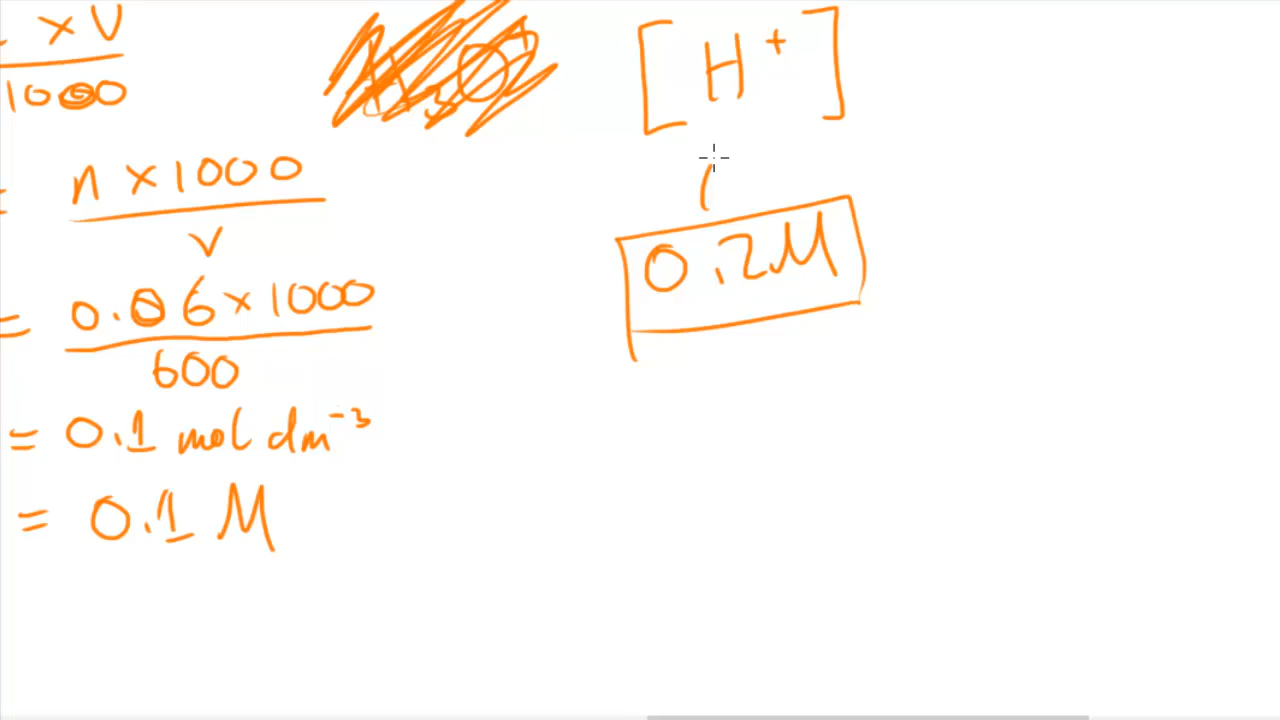 x V
1000
[H+]
= n x 1000
V
= 0.06 x 1000
600
= 0.1 mol dm⁻³
= 0.1 M
0.2M